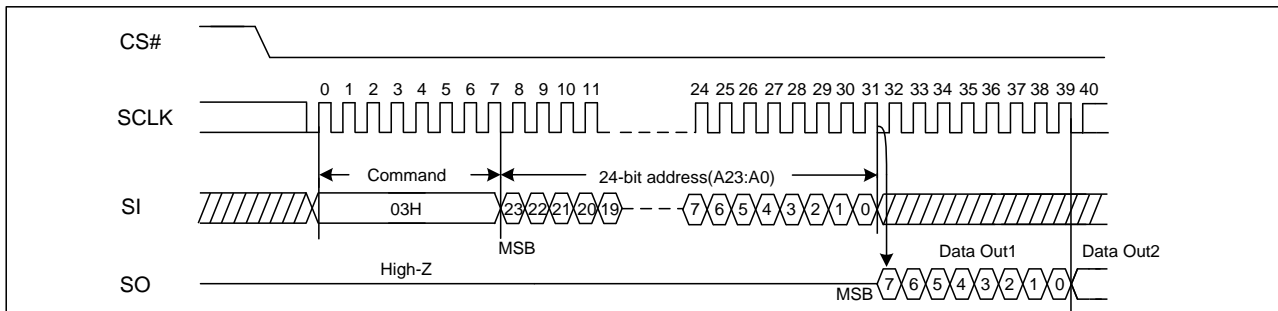 CS#
0 1 2 3 4 5 6 7 8 9 10 11 24 25 26 27 28 29 30 31 32 33 34 35 36 37 38 39 40
SCLK
Command 24-bit address(A23:A0)
SI 03H 23 22 21 20 19 7 6 5 4 3 2 1 0
MSB Data Out1 Data Out2
High-Z
SO MSB 7 6 5 4 3 2 1 0